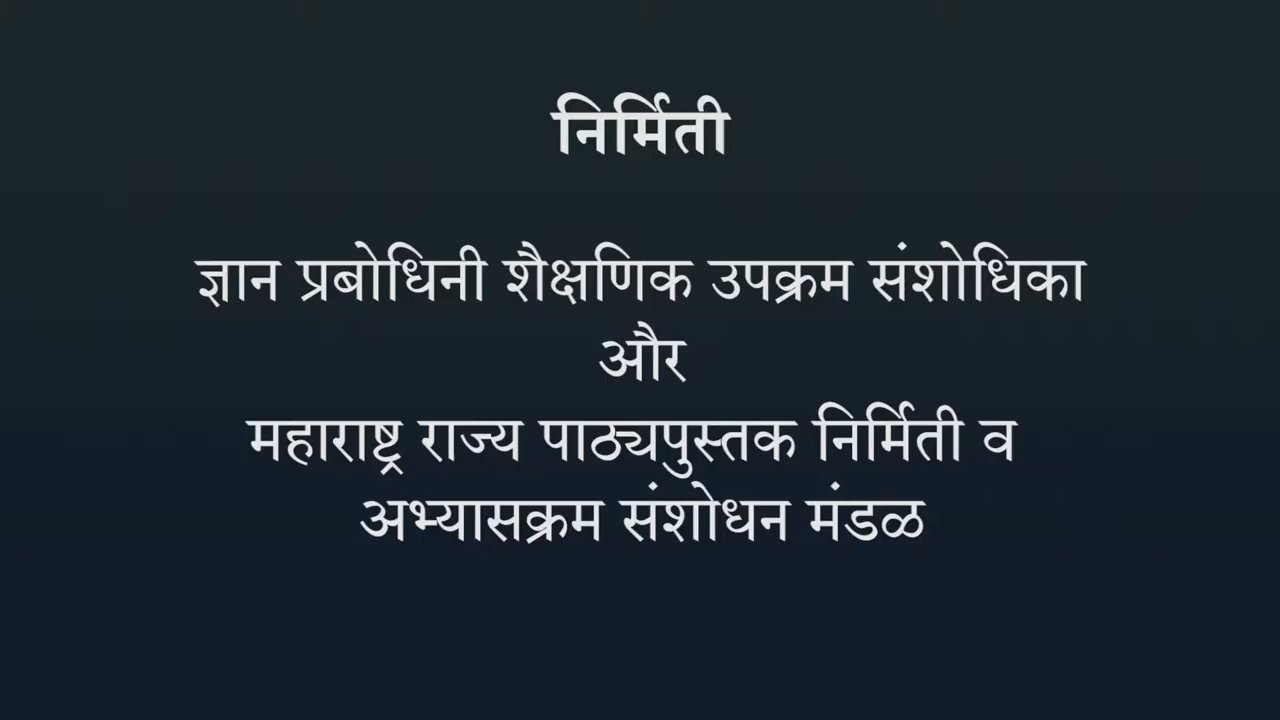 निर्मिती
ज्ञान प्रबोधिनी शैक्षणिक उपक्रम संशोधिका
और
महाराष्ट्र राज्य पाठ्यपुस्तक निर्मिती व
अभ्यासक्रम संशोधन मंडळ